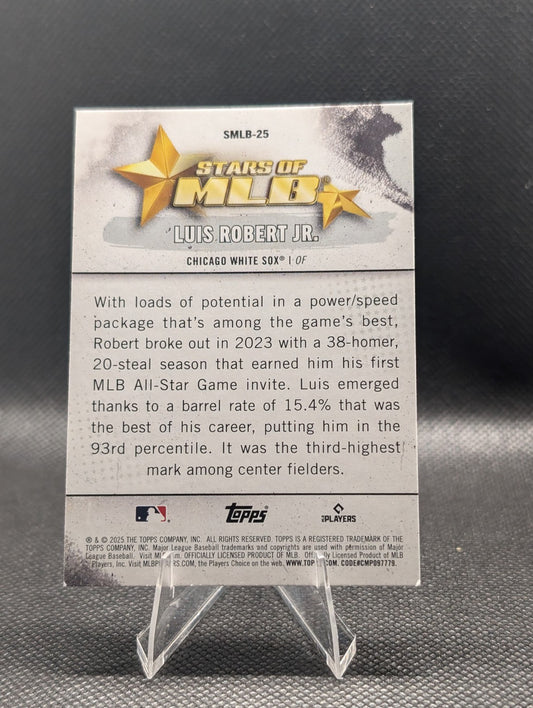 SMLB-25
STARS OF
MLB®
LUIS ROBERT JR.
CHICAGO WHITE SOX® | OF
With loads of potential in a power/speed
package that's among the game's best,
Robert broke out in 2023 with a 38-homer,
20-steal season that earned him his first
MLB All-Star Game invite. Luis emerged
thanks to a barrel rate of 15.4% that was
the best of his career, putting him in the
93rd percentile. It was the third-highest
mark among center fielders.
topps
PLAYERS
® & © 2025 THE TOPPS COMPANY, INC. ALL RIGHTS RESERVED. TOPPS IS A REGISTERED TRADEMARK OF THE
TOPPS COMPANY, INC. Major League Baseball trademarks and copyrights are used with permission of Major
League Baseball. Visit OFFICIALLY LICENSED PRODUCT OF MLB. Licensed Product of MLB
Players, Inc. Visit the Players Choice on the web. CODE#CMP097779.